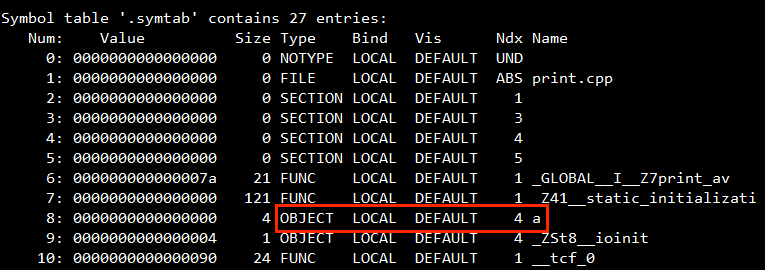 Symbol table '.symtab' contains 27 entries:
Num: Value Size Type Bind Vis Ndx Name
0: 0000000000000000 0 NOTYPE LOCAL DEFAULT UND
1: 0000000000000000 0 FILE LOCAL DEFAULT ABS print.cpp
2: 0000000000000000 0 SECTION LOCAL DEFAULT 1
3: 0000000000000000 0 SECTION LOCAL DEFAULT 3
4: 0000000000000000 0 SECTION LOCAL DEFAULT 4
5: 0000000000000000 0 SECTION LOCAL DEFAULT 5
6: 000000000000007a 21 FUNC LOCAL DEFAULT 1 _GLOBAL__I__Z7print_av
7: 0000000000000000 121 FUNC LOCAL DEFAULT 1 _Z41__static_initializati
8: 0000000000000000 4 OBJECT LOCAL DEFAULT 4 a
9: 0000000000000004 1 OBJECT LOCAL DEFAULT 4 _ZSt8__ioinit
10: 0000000000000090 24 FUNC LOCAL DEFAULT 1 __tcf_0